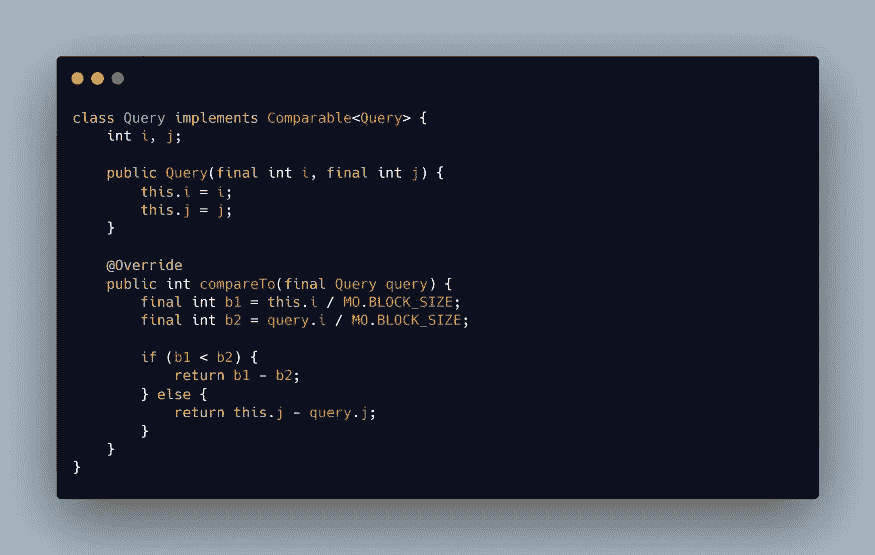 class Query implements Comparable<Query> {
    int i, j;

    public Query(final int i, final int j) {
        this.i = i;
        this.j = j;
    }

    @Override
    public int compareTo(final Query query) {
        final int b1 = this.i / MO.BLOCK_SIZE;
        final int b2 = query.i / MO.BLOCK_SIZE;

        if (b1 < b2) {
            return b1 - b2;
        } else {
            return this.j - query.j;
        }
    }
}